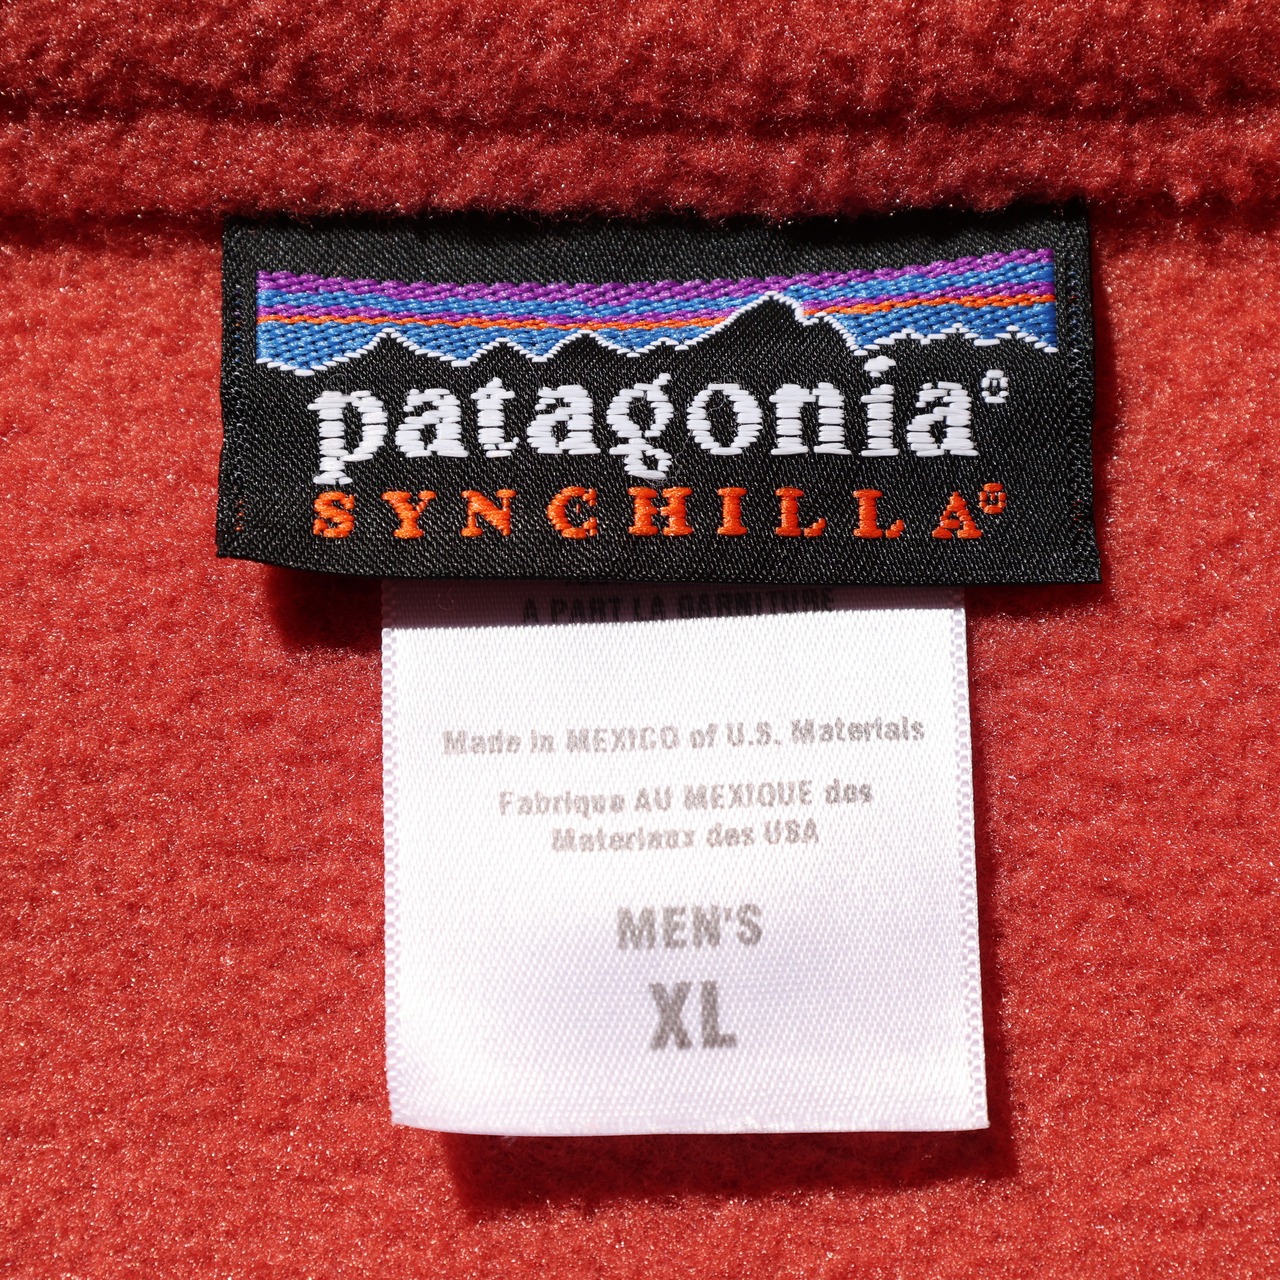 patagonia®
SYNCHILLA®
A PART LA GARNITURE
Made in MEXICO of U.S. Materials
Fabrique AU MEXIQUE des
Materiaux des USA
MEN'S
XL